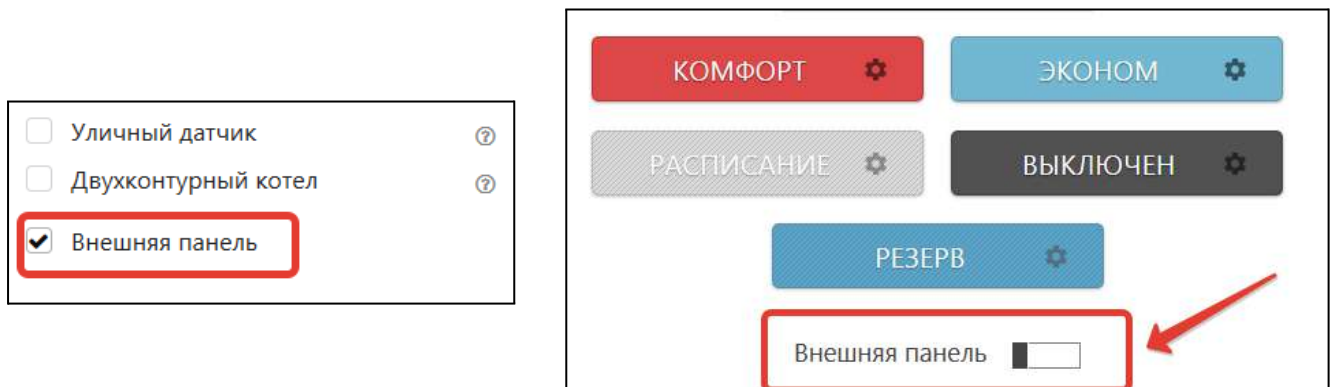 Уличный датчик
Двухконтурный котел
Внешняя панель
КОМФОРТ
ЭКОНОМ
РАСПИСАНИЕ
ВЫКЛЮЧЕН
РЕЗЕРВ
Внешняя панель